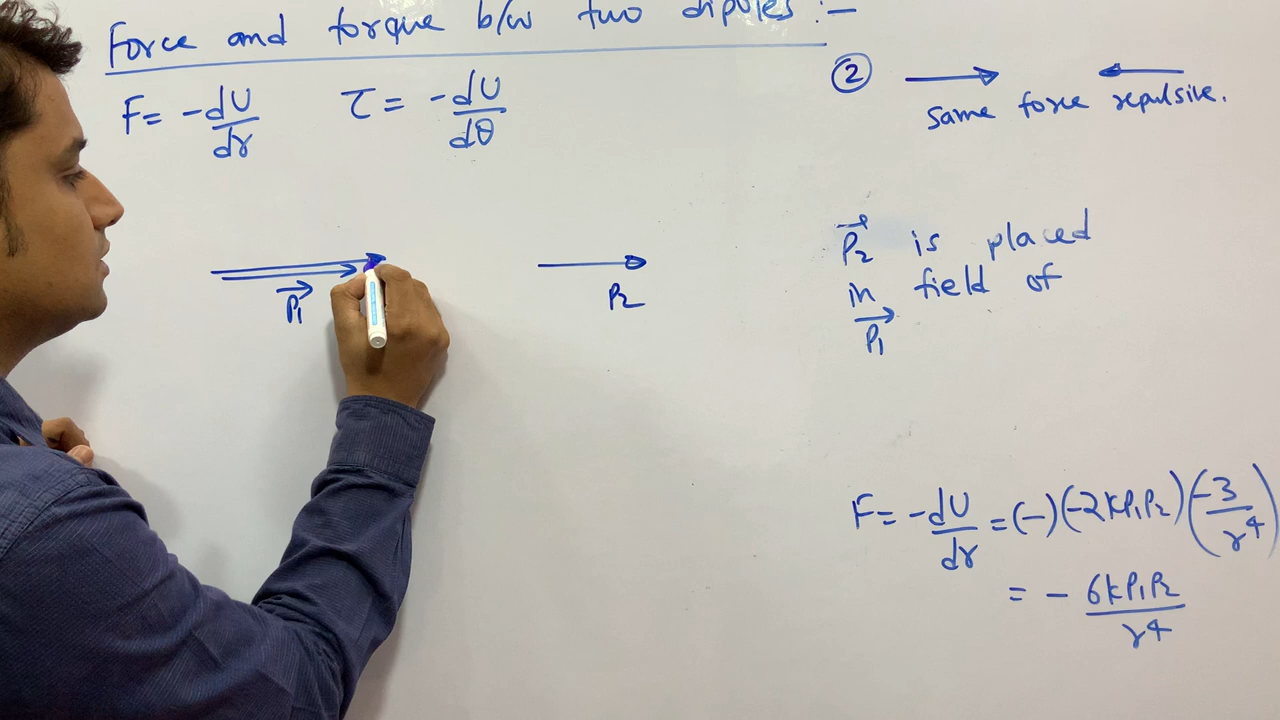 Force and torque b/w two dipoles :-
F = -dU/dr τ = -dU/dθ
② same force repulsive.
P₁⃗
P₂
P₂⃗ is placed
in field of
P₁⃗
F = -dU/dr = (-)(-2kP₁P₂)(-3/r⁴)
= - 6kP₁P₂/r⁴